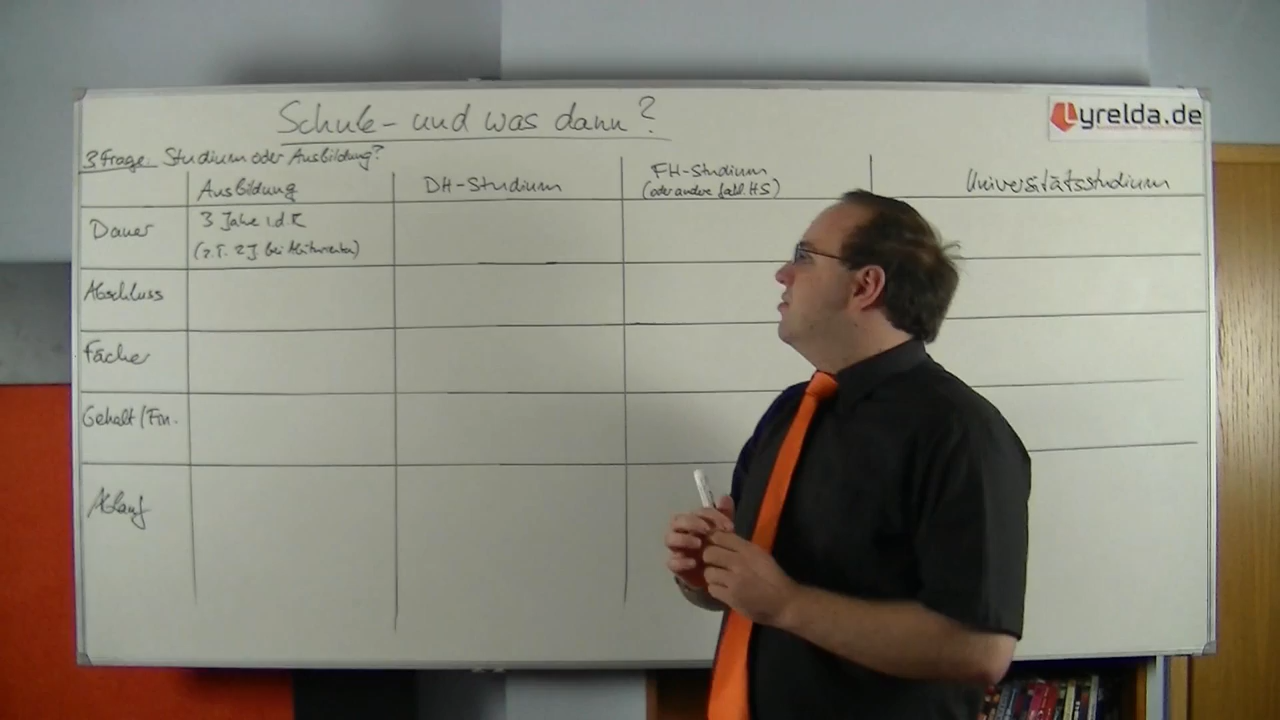 Schule - und was dann?
Lyrelda.de
3. Frage: Studium oder Ausbildung?
Ausbildung
DH-Studium
FH-Studium
(oder andere fakl. HS)
Universitätsstudium
Dauer
3 Jahre i.d.R
(z.T. 2 J. bei Abiturienten)
Abschluss
Fächer
Gehalt/Fin.
Ablauf